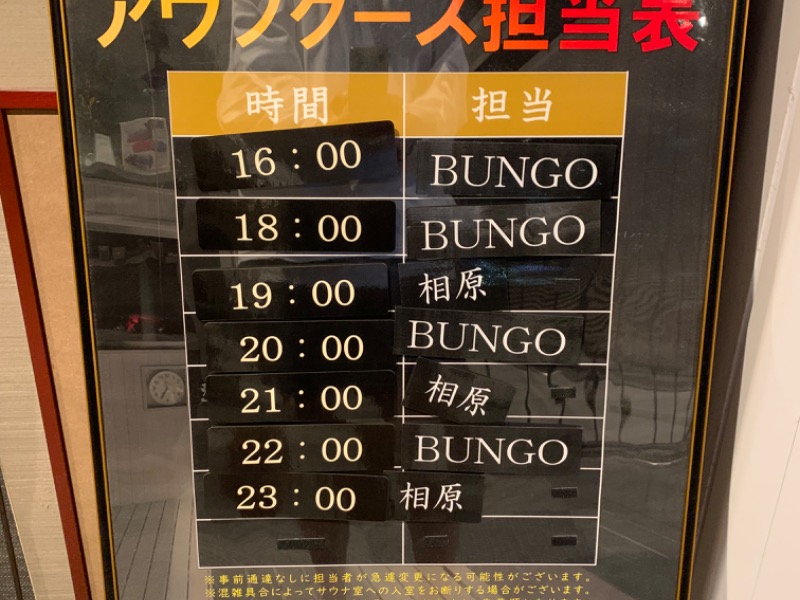 アウフグース担当表
時間 担当
16:00 BUNGO
18:00 BUNGO
19:00 相原
20:00 BUNGO
21:00 相原
22:00 BUNGO
23:00 相原
※事前通達なしに担当者が急遽変更になる可能性がございます。
※混雑具合によってサウナ室への入室をお断りする場合がございます。